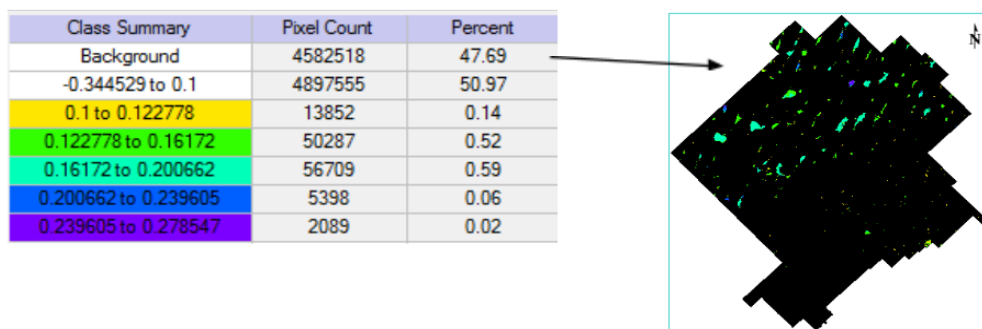 Class Summary Pixel Count Percent
Background 4582518 47.69
-0.344529 to 0.1 4897555 50.97
0.1 to 0.122778 13852 0.14
0.122778 to 0.16172 50287 0.52
0.16172 to 0.200662 56709 0.59
0.200662 to 0.239605 5398 0.06
0.239605 to 0.278547 2089 0.02
N